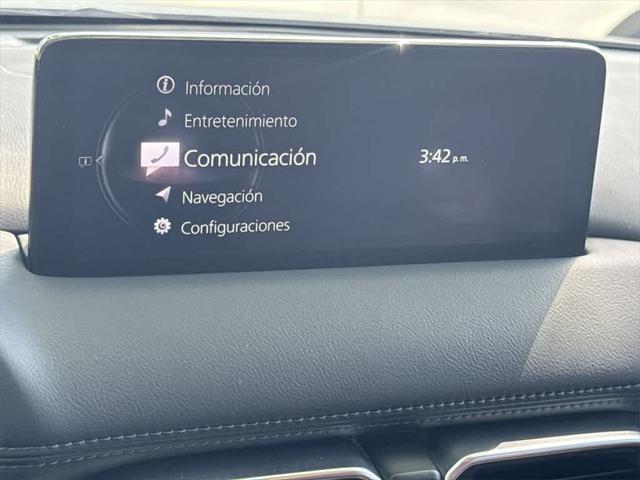 Información
Entretenimiento
Comunicación
3:42 p.m.
Navegación
Configuraciones